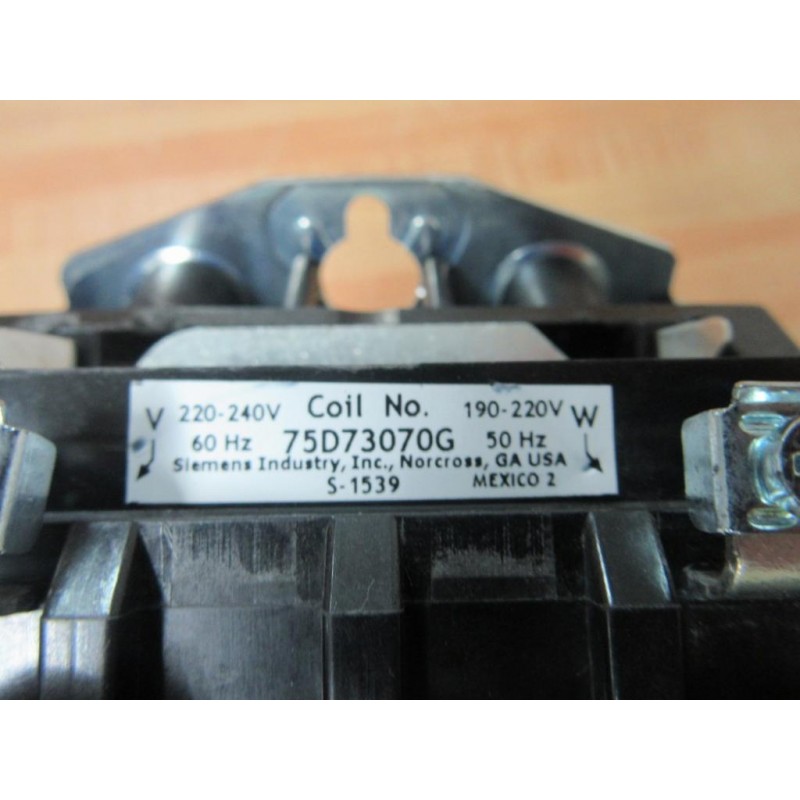 V 220-240V Coil No. 190-220V W
60 Hz 75D73070G 50 Hz
Siemens Industry, Inc., Norcross, GA USA
S-1539 MEXICO 2